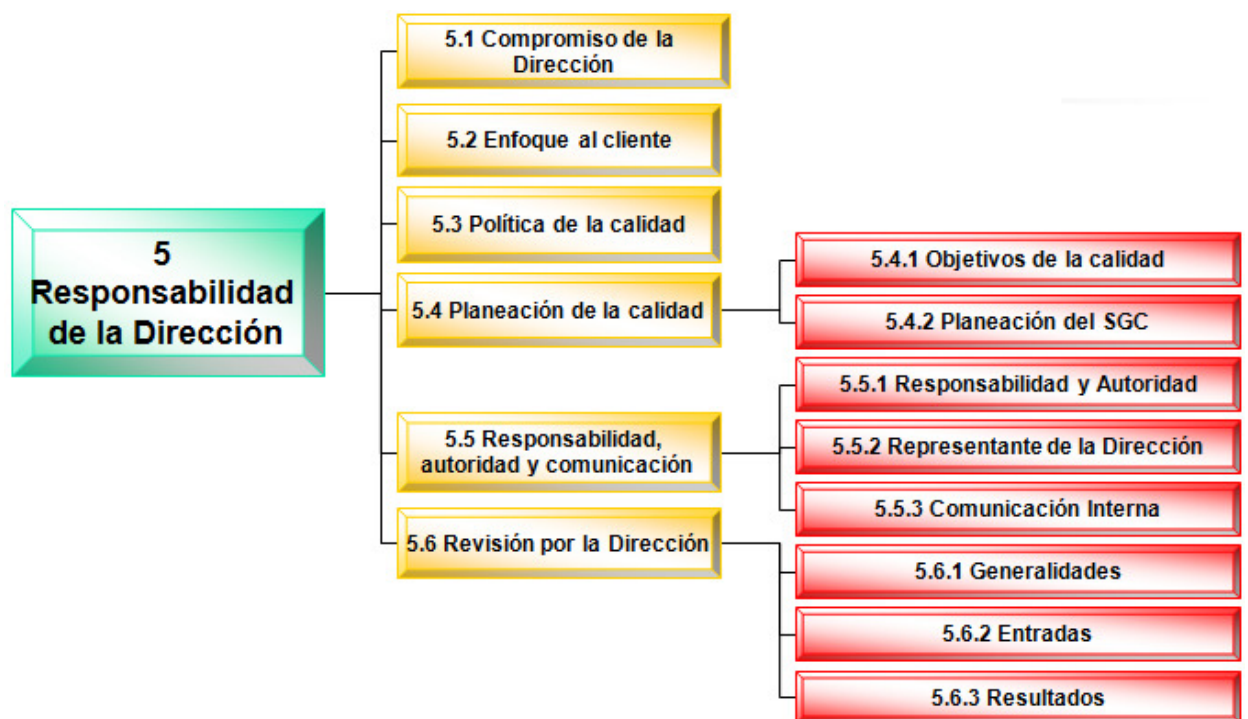 5
Responsabilidad
de la Dirección
5.1 Compromiso de la
Dirección
5.2 Enfoque al cliente
5.3 Política de la calidad
5.4 Planeación de la calidad
5.4.1 Objetivos de la calidad
5.4.2 Planeación del SGC
5.5 Responsabilidad,
autoridad y comunicación
5.5.1 Responsabilidad y Autoridad
5.5.2 Representante de la Dirección
5.5.3 Comunicación Interna
5.6 Revisión por la Dirección
5.6.1 Generalidades
5.6.2 Entradas
5.6.3 Resultados